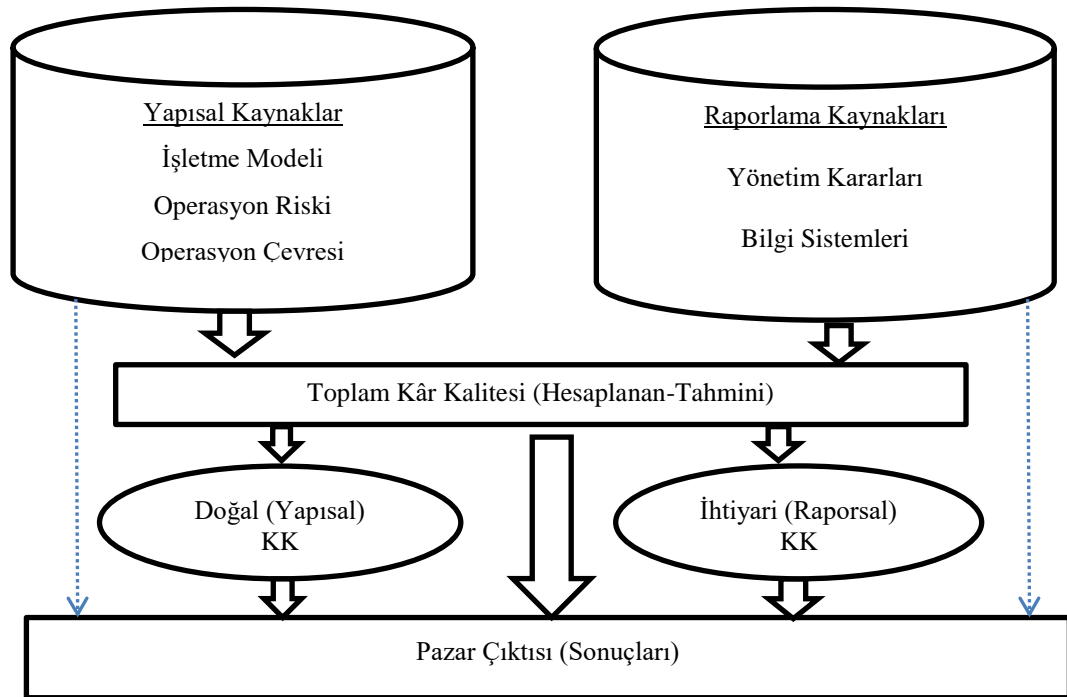 Yapısal Kaynaklar
İşletme Modeli
Operasyon Riski
Operasyon Çevresi
Raporlama Kaynakları
Yönetim Kararları
Bilgi Sistemleri
Toplam Kâr Kalitesi (Hesaplanan-Tahmini)
Doğal (Yapısal)
KK
İhtiyari (Raporsal)
KK
Pazar Çıktısı (Sonuçları)